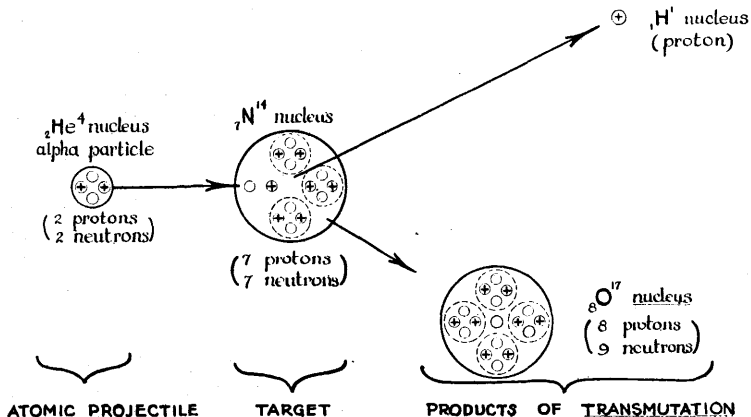 ₁H¹ nucleus
(proton)
₇N¹⁴ nucleus
₂He⁴ nucleus
alpha particle
(2 protons
2 neutrons)
(7 protons
7 neutrons)
₈O¹⁷ nucleys
(8 protons
9 neutrons)
ATOMIC PROJECTILE
TARGET
PRODUCTS OF TRANSMUTATION